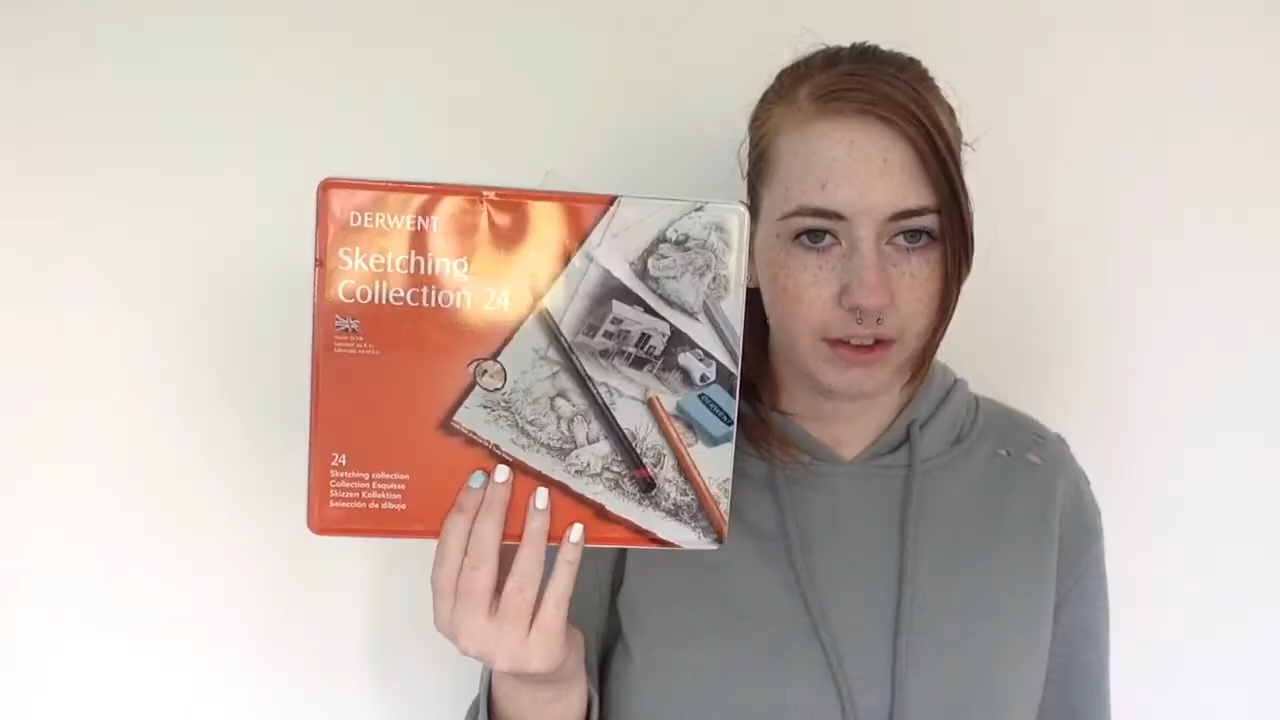 DERWENT
Sketching
Collection 24
24
Sketching collection
Collection Esquisse
Skizzen Kollektion
Selección de dibujo
DERWENT